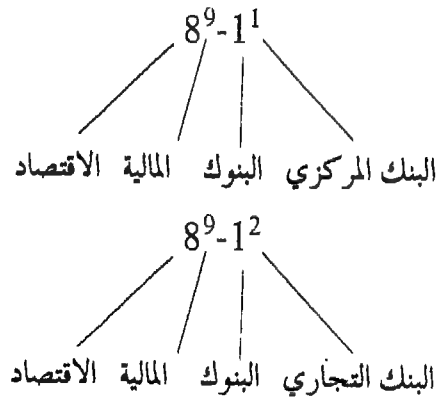 8⁹-1¹
البنك المركزي البنوك المالية الاقتصاد
8⁹-1²
البنك التجاري البنوك المالية الاقتصاد